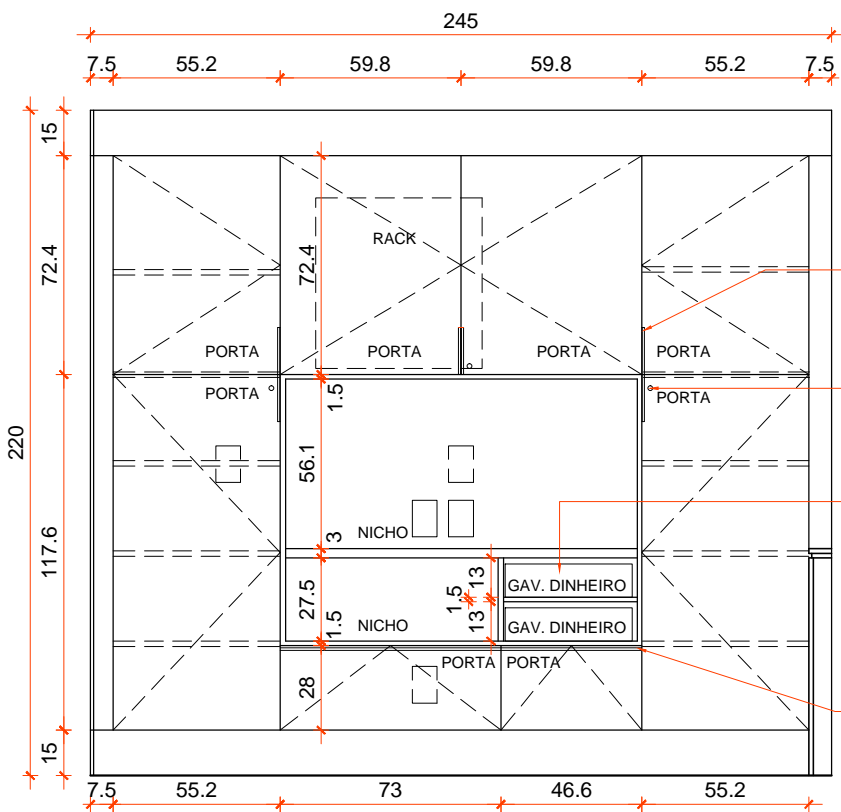 245
7.5 55.2 59.8 59.8 55.2 7.5
15
72.4
72.4
RACK
PORTA PORTA PORTA PORTA
PORTA PORTA
1.5
220
56.1
117.6
3
NICHO
27.5
1.5
13
GAV. DINHEIRO
1.5
13
GAV. DINHEIRO
NICHO
PORTA PORTA
28
15
7.5 55.2 73 46.6 55.2